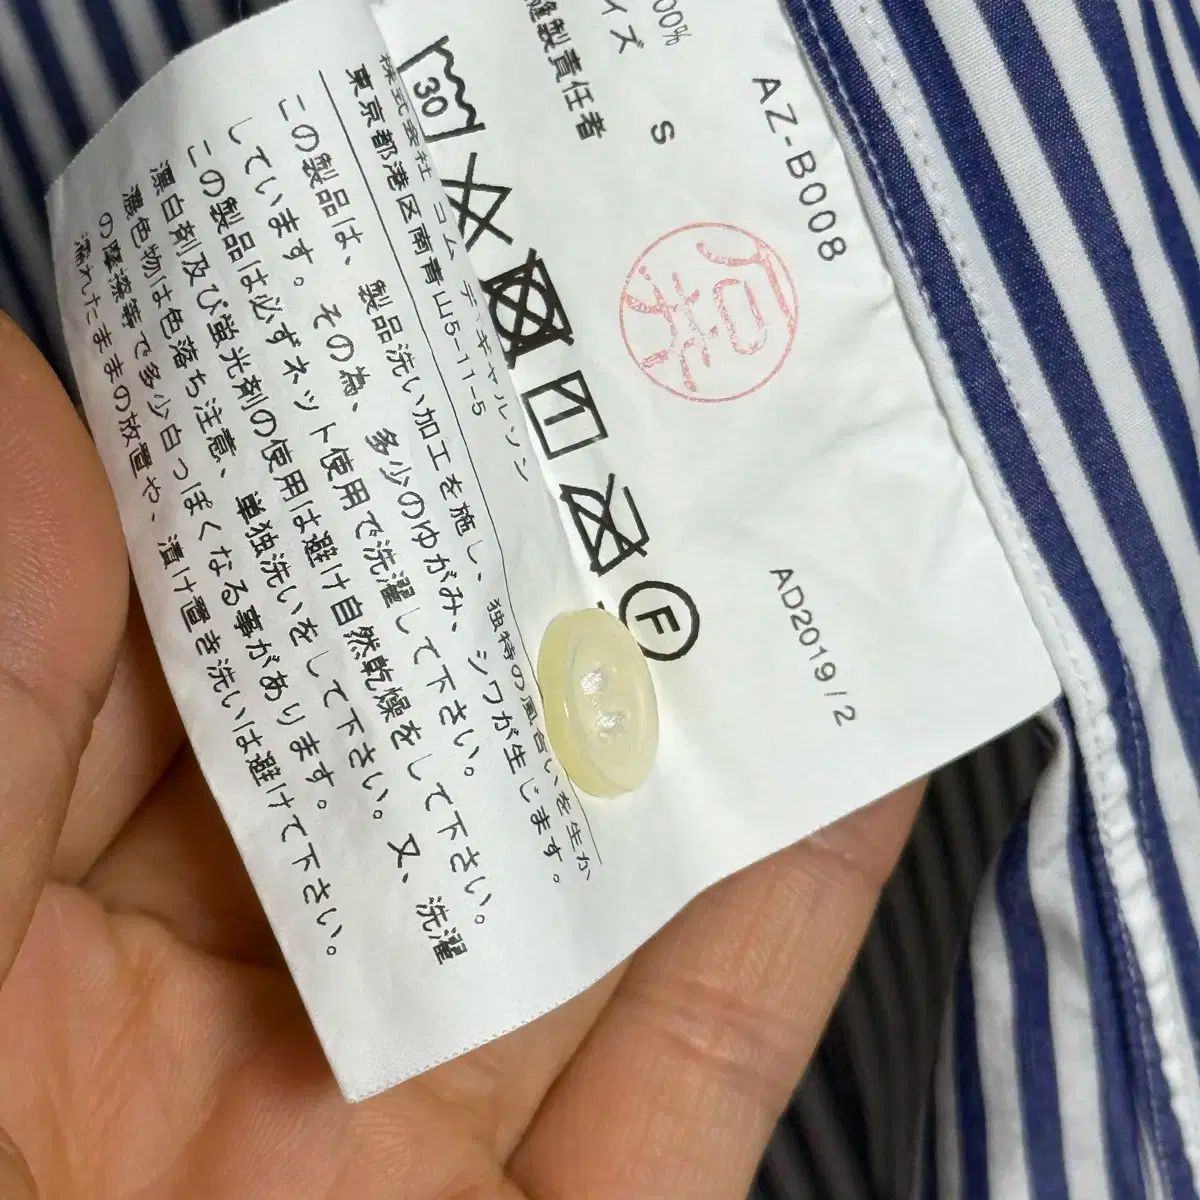 00%
イズ S
縫製責任者
AZ-B008
AD2019/2
30
F
株式会社 コム デ ギャルソン
東京都港区南青山5-11-5
この製品は、製品洗い加工を施し、独特の風合いを生か
しています。その為、多少のゆがみ、シワが生じます。
この製品は必ずネット使用で洗濯して下さい。
漂白剤及び蛍光剤の使用は避け自然乾燥をして下さい。
濃色物は色落ち注意、単独洗いをして下さい。又、洗濯
の摩擦等で多少白っぽくなる事があります。
濡れたままの放置や、漬け置き洗いは避けて下さい。